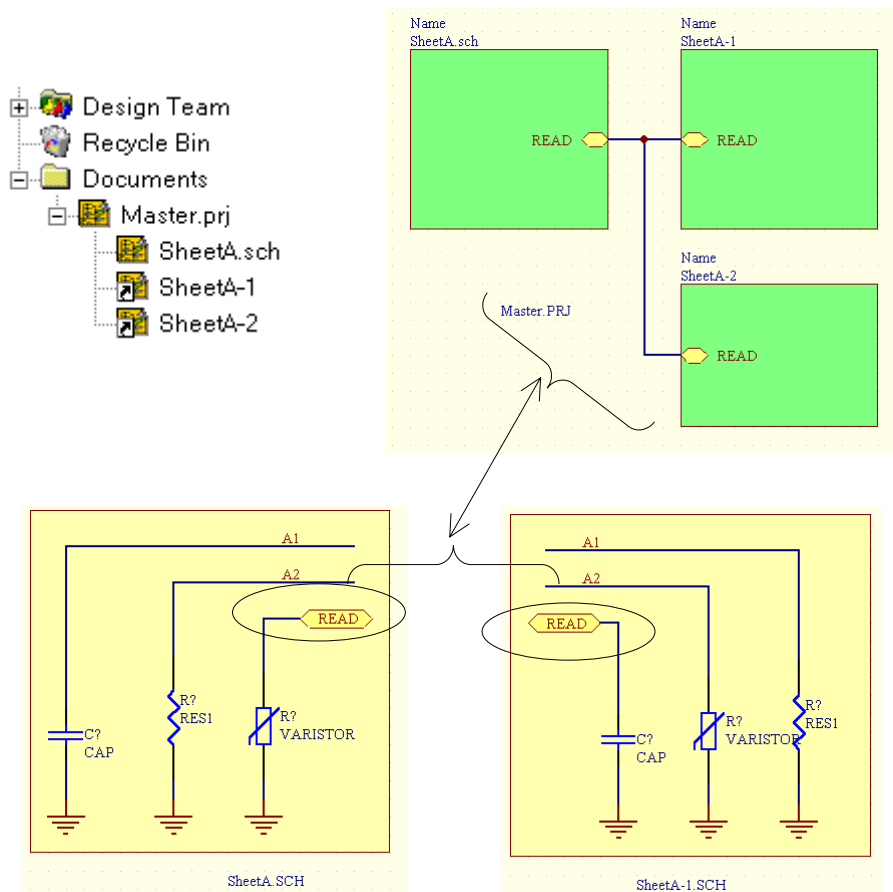 Design Team
Recycle Bin
Documents
Master.prj
SheetA.sch
SheetA-1
SheetA-2
Name
SheetA.sch
READ
Name
SheetA-1
READ
Name
SheetA-2
READ
Master.PRJ
A1
A2
READ
R?
RES1
R?
VARISTOR
C?
CAP
SheetA.SCH
A1
A2
READ
R?
RES1
R?
VARISTOR
C?
CAP
SheetA-1.SCH